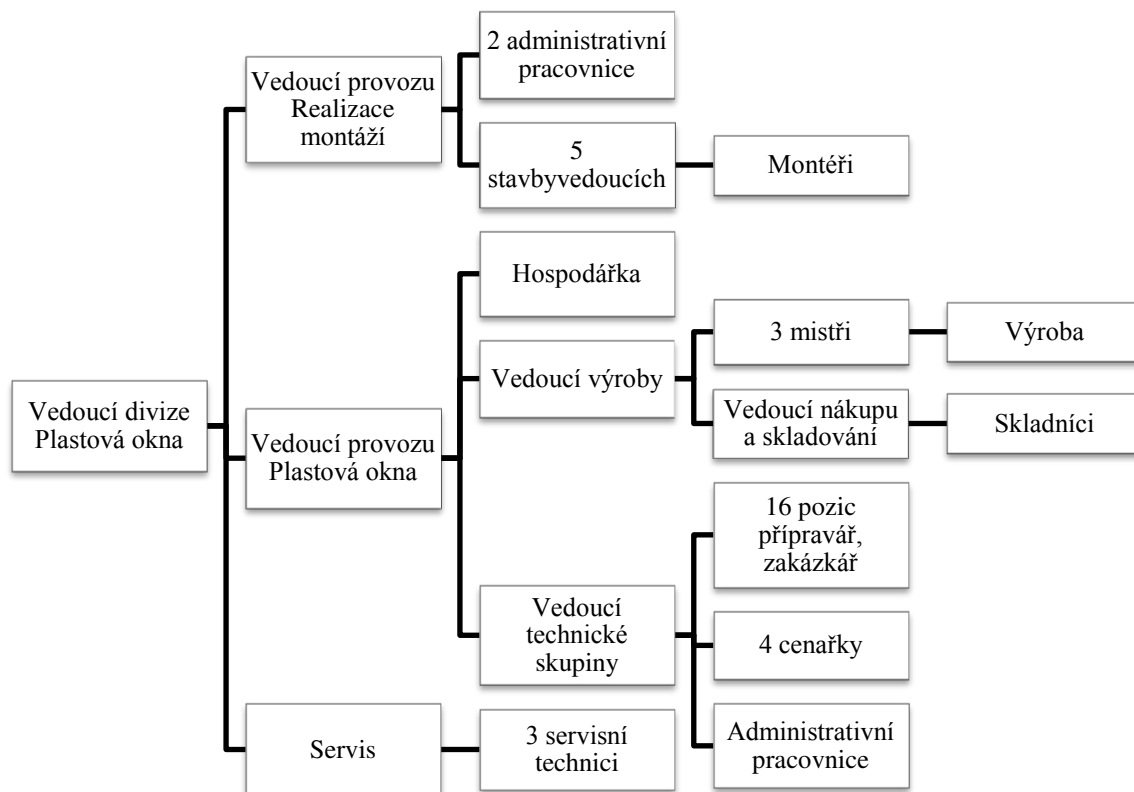 Vedoucí divize
Plastová okna
Vedoucí provozu
Realizace
montáží
2 administrativní
pracovnice
5
stavbyvedoucích
Montéři
Vedoucí provozu
Plastová okna
Hospodářka
Vedoucí výroby
3 mistři
Výroba
Vedoucí nákupu
a skladování
Skladníci
Vedoucí
technické
skupiny
16 pozic
přípravář,
zakázkář
4 cenařky
Administrativní
pracovnice
Servis
3 servisní
technici